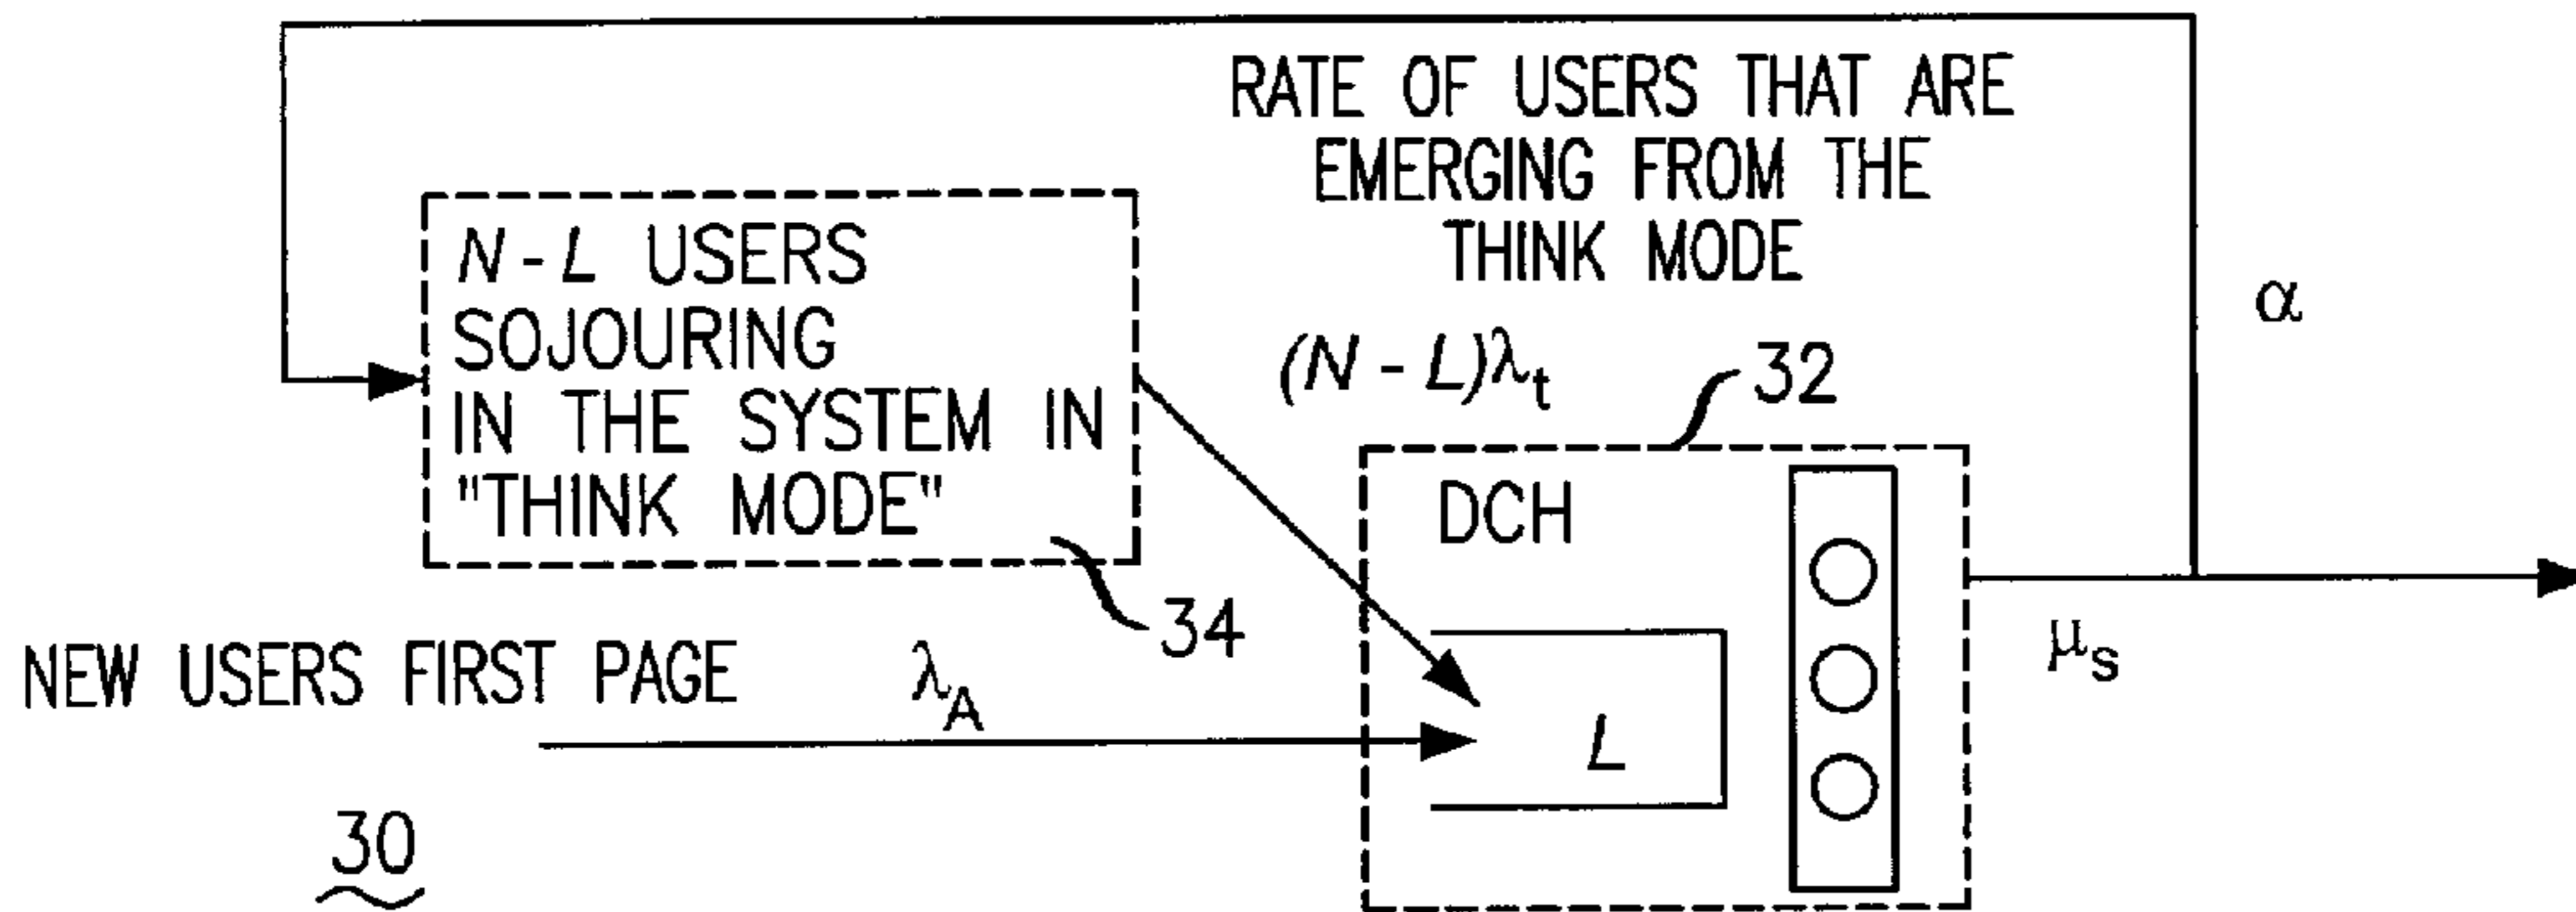 RATE OF USERS THAT ARE
EMERGING FROM THE
THINK MODE
N - L USERS
SOJOURING
IN THE SYSTEM IN
"THINK MODE"
(N - L)λt
α
32
DCH
34
NEW USERS FIRST PAGE λA
L
μs
30